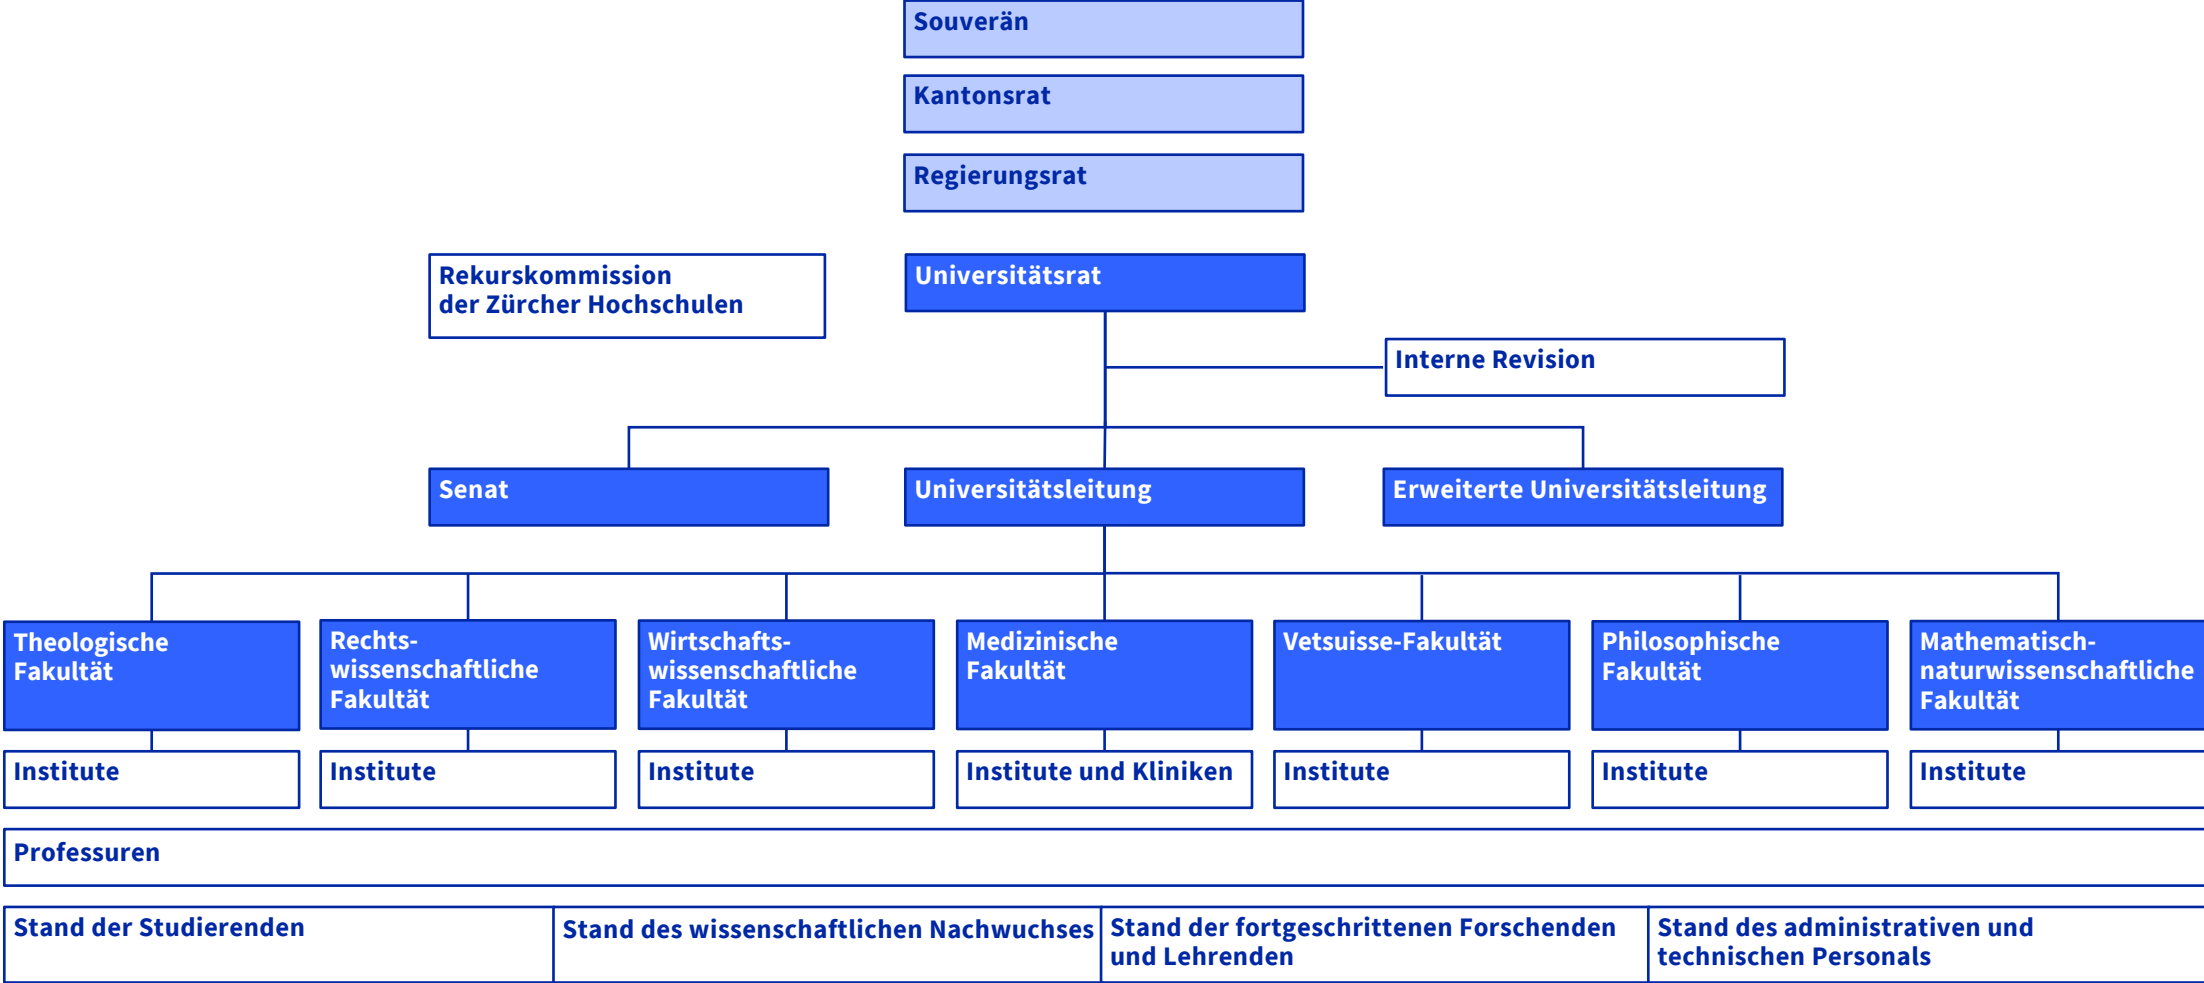 Souverän
Kantonsrat
Regierungsrat
Rekurskommission
der Zürcher Hochschulen
Universitätsrat
Interne Revision
Senat
Universitätsleitung
Erweiterte Universitätsleitung
Theologische
Fakultät
Rechts-
wissenschaftliche
Fakultät
Wirtschafts-
wissenschaftliche
Fakultät
Medizinische
Fakultät
Vetsuisse-Fakultät
Philosophische
Fakultät
Mathematisch-
naturwissenschaftliche
Fakultät
Institute
Institute
Institute
Institute und Kliniken
Institute
Institute
Institute
Professuren
Stand der Studierenden
Stand des wissenschaftlichen Nachwuchses
Stand der fortgeschrittenen Forschenden
und Lehrenden
Stand des administrativen und
technischen Personals